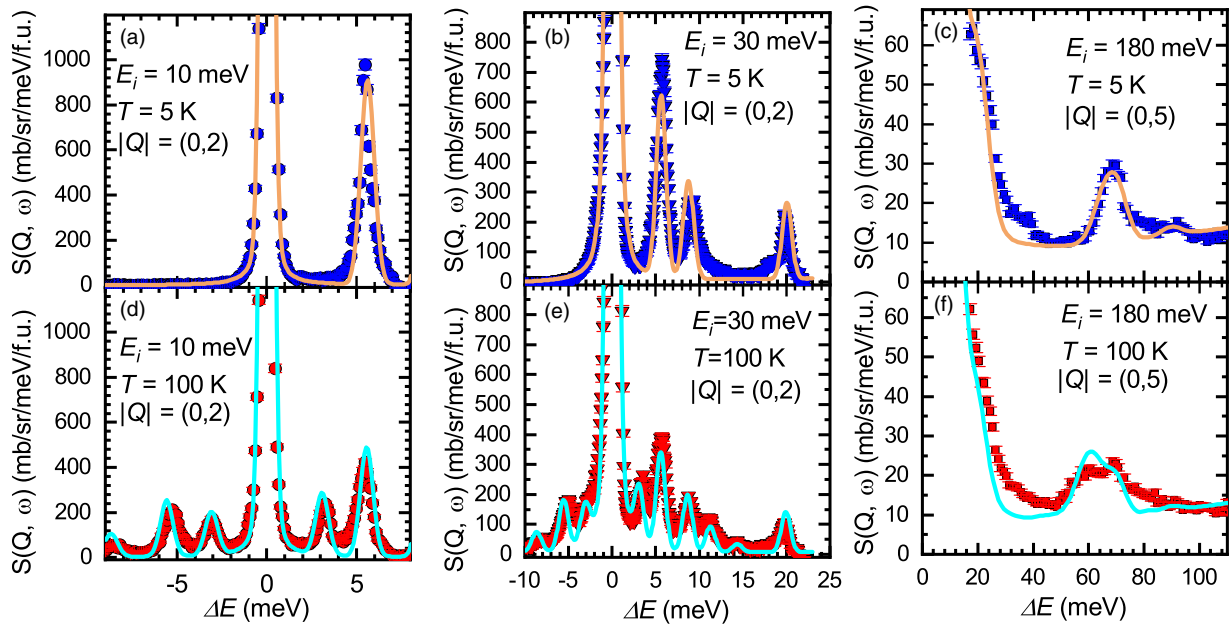 (a)
E_i = 10 meV
T = 5 K
|Q| = (0,2)
S(Q, ω) (mb/sr/meV/f.u.)
1000
800
600
400
200
0
(b)
E_i = 30 meV
T = 5 K
|Q| = (0,2)
S(Q, ω) (mb/sr/meV/f.u.)
800
700
600
500
400
300
200
100
0
(c)
E_i = 180 meV
T = 5 K
|Q| = (0,5)
S(Q, ω) (mb/sr/meV/f.u.)
60
50
40
30
20
10
0
(d)
E_i = 10 meV
T = 100 K
|Q| = (0,2)
S(Q, ω) (mb/sr/meV/f.u.)
1000
800
600
400
200
0
-5 0 5
ΔE (meV)
(e)
E_i=30 meV
T=100 K
|Q| = (0,2)
S(Q, ω) (mb/sr/meV/f.u.)
800
700
600
500
400
300
200
100
0
-10 -5 0 5 10 15 20 25
ΔE (meV)
(f)
E_i = 180 meV
T = 100 K
|Q| = (0,5)
S(Q, ω) (mb/sr/meV/f.u.)
60
50
40
30
20
10
0
0 20 40 60 80 100
ΔE (meV)